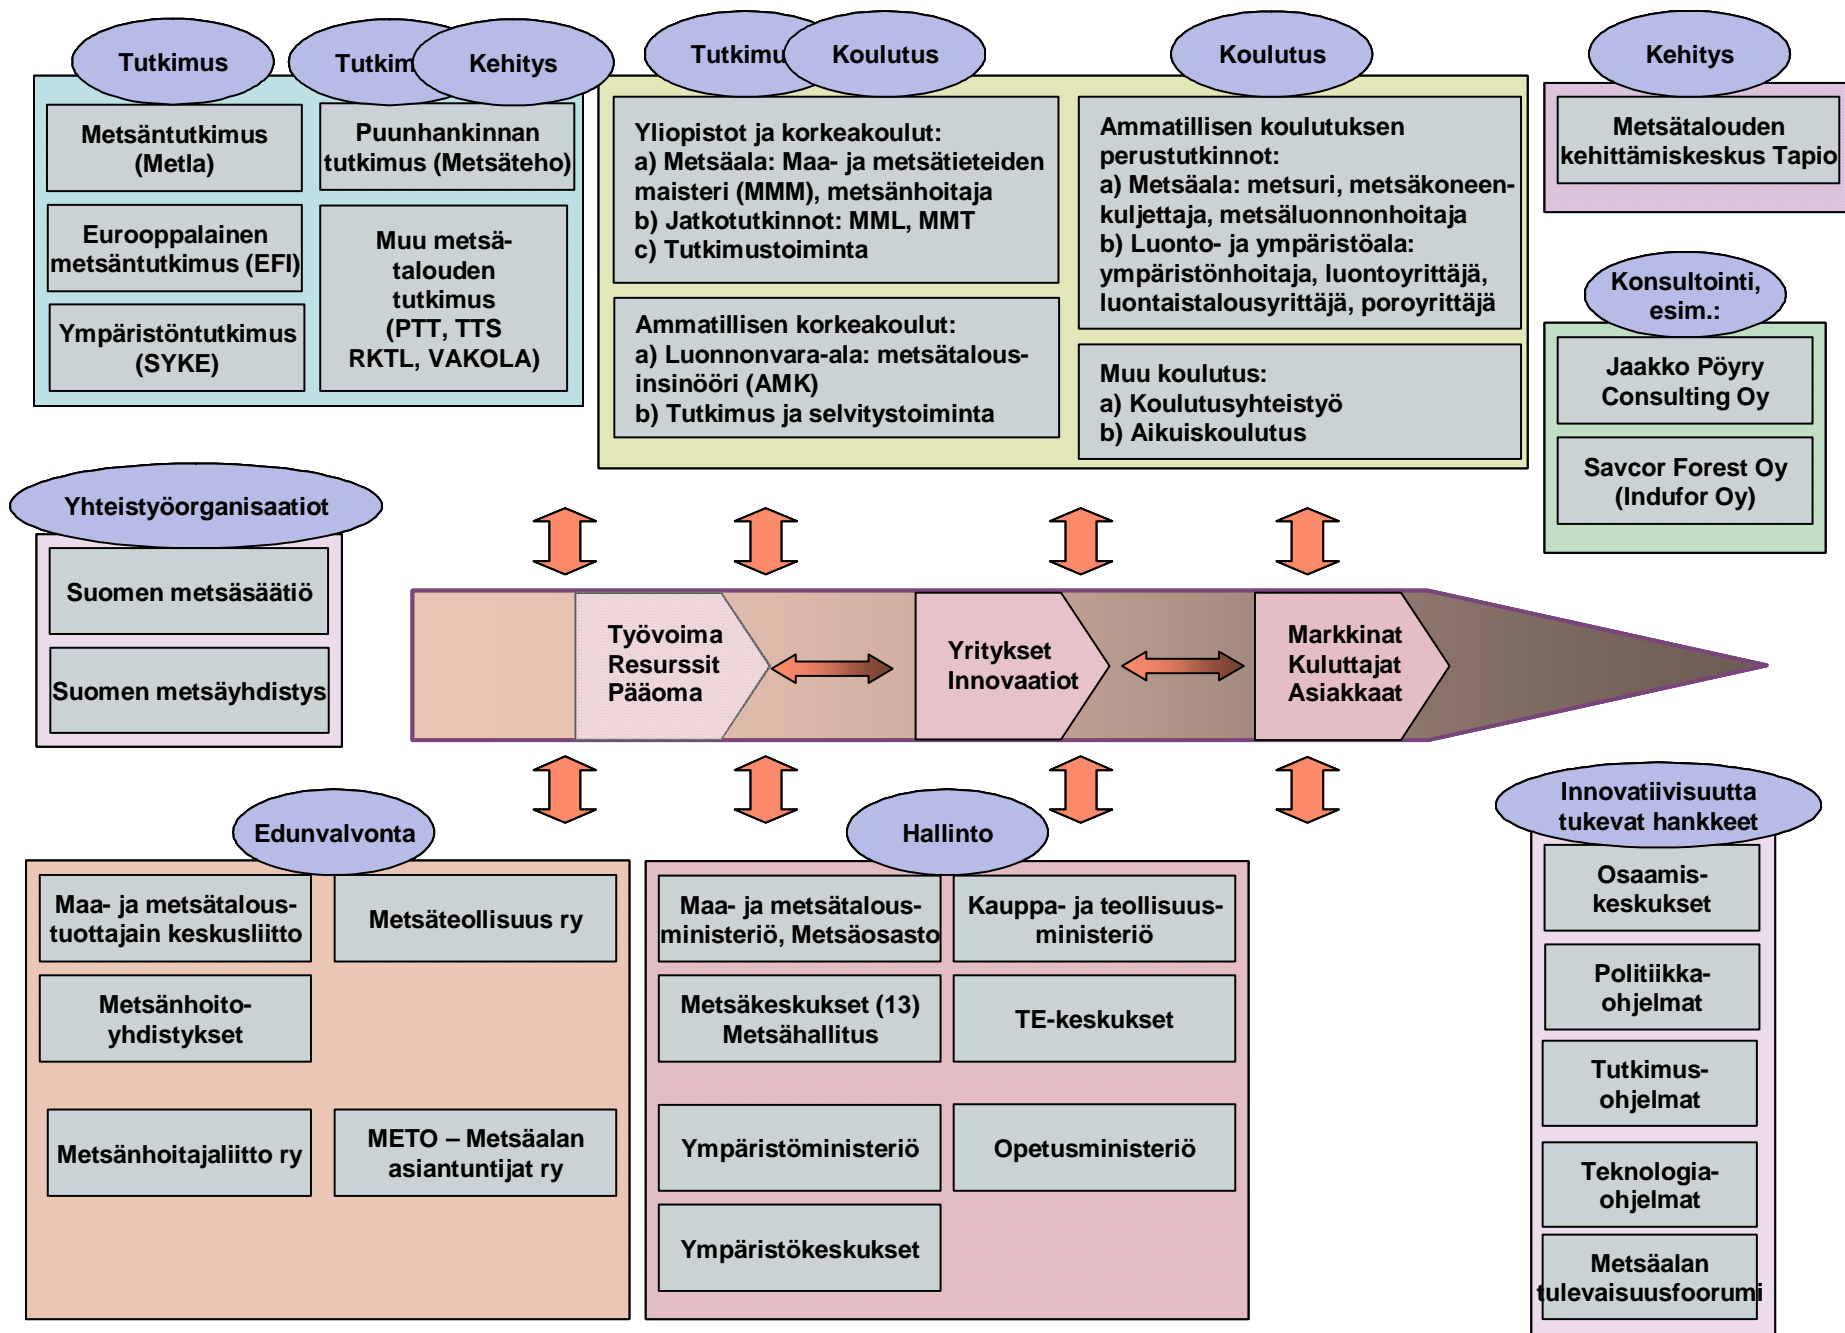 Tutkimus
Tutkim
Kehitys
Metsäntutkimus
(Metla)
Eurooppalainen
metsäntutkimus (EFI)
Ympäristöntutkimus
(SYKE)
Puunhankinnan
tutkimus (Metsäteho)
Muu metsä-
talouden
tutkimus
(PTT, TTS
RKTL, VAKOLA)
Tutkimu
Koulutus
Koulutus
Yliopistot ja korkeakoulut:
a) Metsäala: Maa- ja metsätieteiden
maisteri (MMM), metsänhoitaja
b) Jatkotutkinnot: MML, MMT
c) Tutkimustoiminta
Ammatillisen korkeakoulut:
a) Luonnonvara-ala: metsätalous-
insinööri (AMK)
b) Tutkimus ja selvitystoiminta
Ammatillisen koulutuksen
perustutkinnot:
a) Metsäala: metsuri, metsäkoneen-
kuljettaja, metsäluonnonhoitaja
b) Luonto- ja ympäristöala:
ympäristönhoitaja, luontoyrittäjä,
luontaistalousyrittäjä, poroyrittäjä
Muu koulutus:
a) Koulutusyhteistyö
b) Aikuiskoulutus
Kehitys
Metsätalouden
kehittämiskeskus Tapio
Konsultointi,
esim.:
Jaakko Pöyry
Consulting Oy
Savcor Forest Oy
(Indufor Oy)
Yhteistyöorganisaatiot
Suomen metsäsäätiö
Suomen metsäyhdistys
Työvoima
Resurssit
Pääoma
Yritykset
Innovaatiot
Markkinat
Kuluttajat
Asiakkaat
Edunvalvonta
Maa- ja metsätalous-
tuottajain keskusliitto
Metsäteollisuus ry
Metsänhoito-
yhdistykset
Metsänhoitajaliitto ry
METO – Metsäalan
asiantuntijat ry
Hallinto
Maa- ja metsätalous-
ministeriö, Metsäosasto
Kauppa- ja teollisuus-
ministeriö
Metsäkeskukset (13)
Metsähallitus
TE-keskukset
Ympäristöministeriö
Opetusministeriö
Ympäristökeskukset
Innovatiivisuutta
tukevat hankkeet
Osaamis-
keskukset
Politiikka-
ohjelmat
Tutkimus-
ohjelmat
Teknologia-
ohjelmat
Metsäalan
tulevaisuusfoorumi